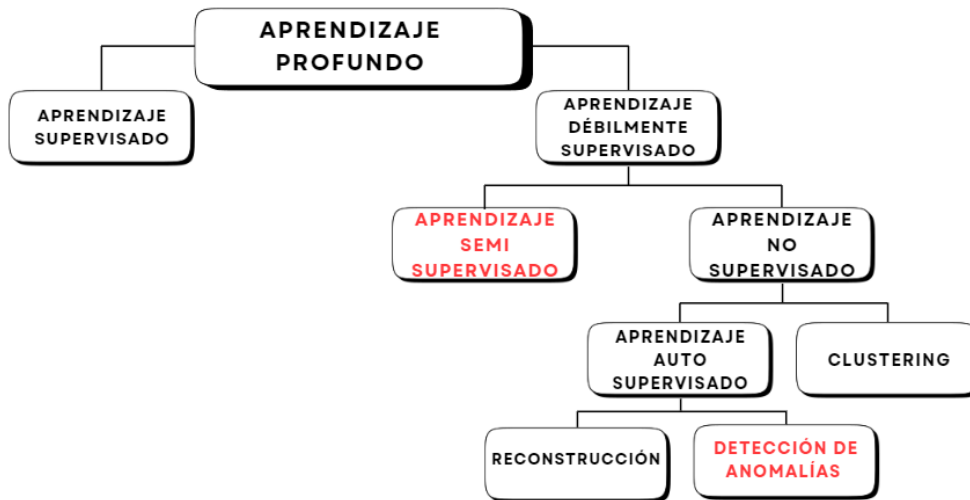 APRENDIZAJE
PROFUNDO
APRENDIZAJE
SUPERVISADO
APRENDIZAJE
DÉBILMENTE
SUPERVISADO
APRENDIZAJE
SEMI
SUPERVISADO
APRENDIZAJE
NO
SUPERVISADO
APRENDIZAJE
AUTO
SUPERVISADO
CLUSTERING
RECONSTRUCCIÓN
DETECCIÓN DE
ANOMALÍAS